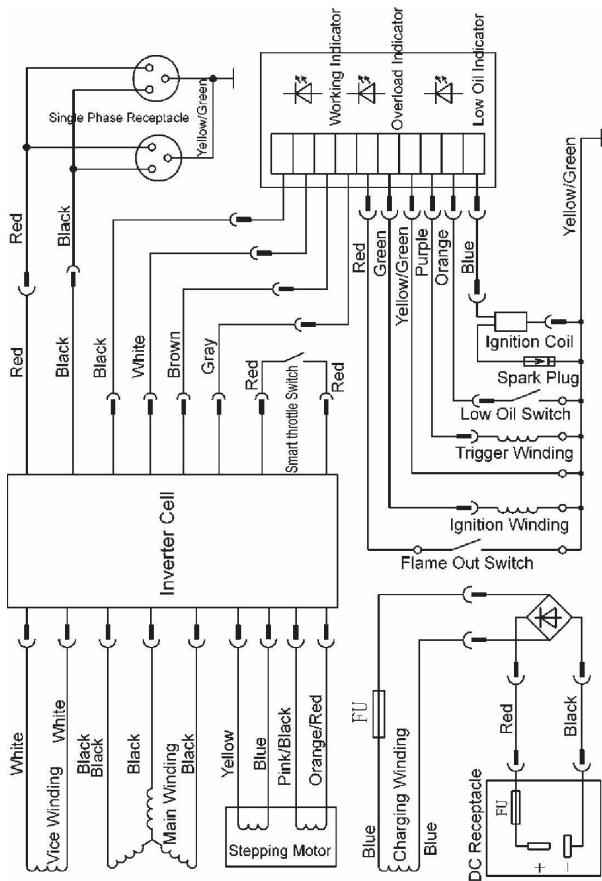 Working Indicator
Overload Indicator
Low Oil Indicator
Single Phase Receptacle
Yellow/Green
Red
Black
Red
Black
Black
White
Brown
Gray
Red
Smart throttle Switch
Red
Red
Green
Yellow/Green
Purple
Orange
Blue
Yellow/Green
Ignition Coil
Spark Plug
Low Oil Switch
Trigger Winding
Ignition Winding
Flame Out Switch
Inverter Cell
White
Vice Winding
White
Black
Black
Black
Main Winding
Black
Yellow
Blue
Pink/Black
Orange/Red
Stepping Motor
FU
Blue
Charging Winding
Blue
Red
Black
DC Receptacle
FU
+
−